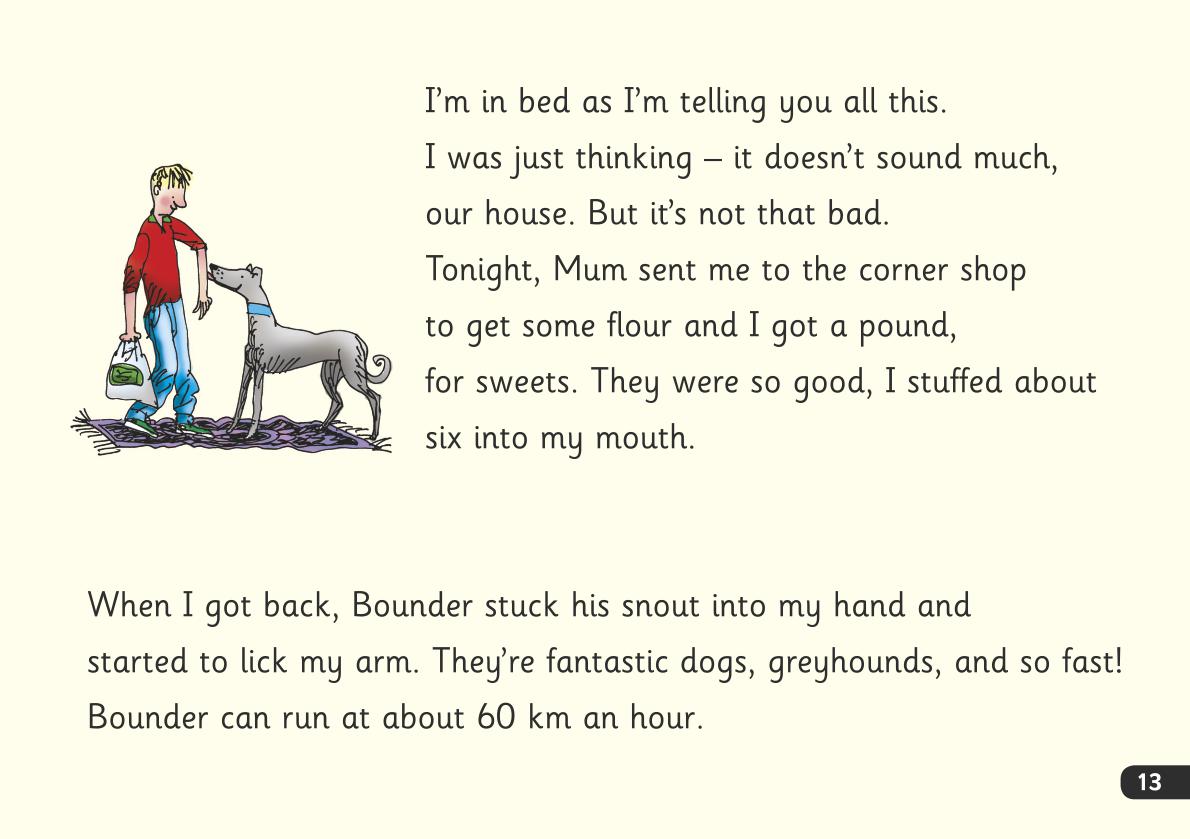 I’m in bed as I’m telling you all this.
I was just thinking – it doesn’t sound much,
our house. But it’s not that bad.
Tonight, Mum sent me to the corner shop
to get some flour and I got a pound,
for sweets. They were so good, I stuffed about
six into my mouth.
When I got back, Bounder stuck his snout into my hand and
started to lick my arm. They’re fantastic dogs, greyhounds, and so fast!
Bounder can run at about 60 km an hour.
13